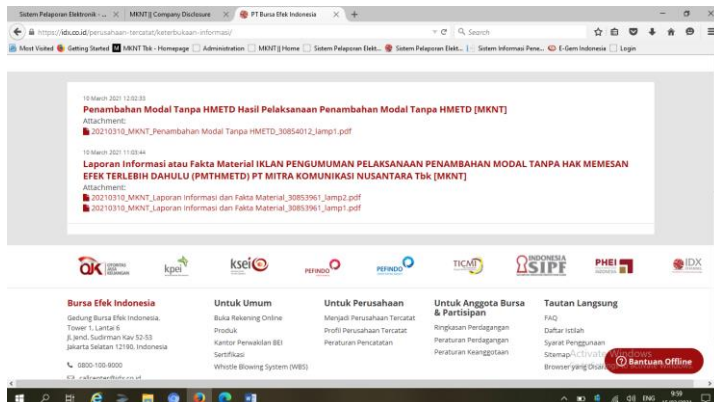 Sistem Pelaporan Elektronik - ...
MKNT || Company Disclosure
PT Bursa Efek Indonesia
https://idx.co.id/perusahaan-tercatat/keterbukaan-informasi/
Search
Most Visited Getting Started MKNT Tbk - Homepage Administration MKNT || Home Sistem Pelaporan Elekt... Sistem Pelaporan Elekt... Sistem Informasi Pene... E-Gem Indonesia Login
10 March 2021 12:02:33
Penambahan Modal Tanpa HMETD Hasil Pelaksanaan Penambahan Modal Tanpa HMETD [MKNT]
Attachment:
20210310_MKNT_Penambahan Modal Tanpa HMETD_30854012_lamp1.pdf
10 March 2021 11:03:44
Laporan Informasi atau Fakta Material IKLAN PENGUMUMAN PELAKSANAAN PENAMBAHAN MODAL TANPA HAK MEMESAN
EFEK TERLEBIH DAHULU (PMTHMETD) PT MITRA KOMUNIKASI NUSANTARA Tbk [MKNT]
Attachment:
20210310_MKNT_Laporan Informasi dan Fakta Material_30853961_lamp2.pdf
20210310_MKNT_Laporan Informasi dan Fakta Material_30853961_lamp1.pdf
OJK OTORITAS JASA KEUANGAN
kpei
ksei
PEFINDO
PEFINDO
TICMI
INDONESIA SIPF
PHEI
IDX
Bursa Efek Indonesia
Gedung Bursa Efek Indonesia,
Tower 1, Lantai 6
Jl. Jend. Sudirman Kav 52-53
Jakarta Selatan 12190, Indonesia
0800-100-9000
callcenter@idx.co.id
Untuk Umum
Buka Rekening Online
Produk
Kantor Perwakilan BEI
Sertifikasi
Whistle Blowing System (WBS)
Untuk Perusahaan
Menjadi Perusahaan Tercatat
Profil Perusahaan Tercatat
Peraturan Pencatatan
Untuk Anggota Bursa
& Partisipan
Ringkasan Perdagangan
Peraturan Perdagangan
Peraturan Keanggotaan
Tautan Langsung
FAQ
Daftar Istilah
Syarat Penggunaan
Sitemap
Browser yang
Activate Windows
Bantuan Offline
ENG
9:59